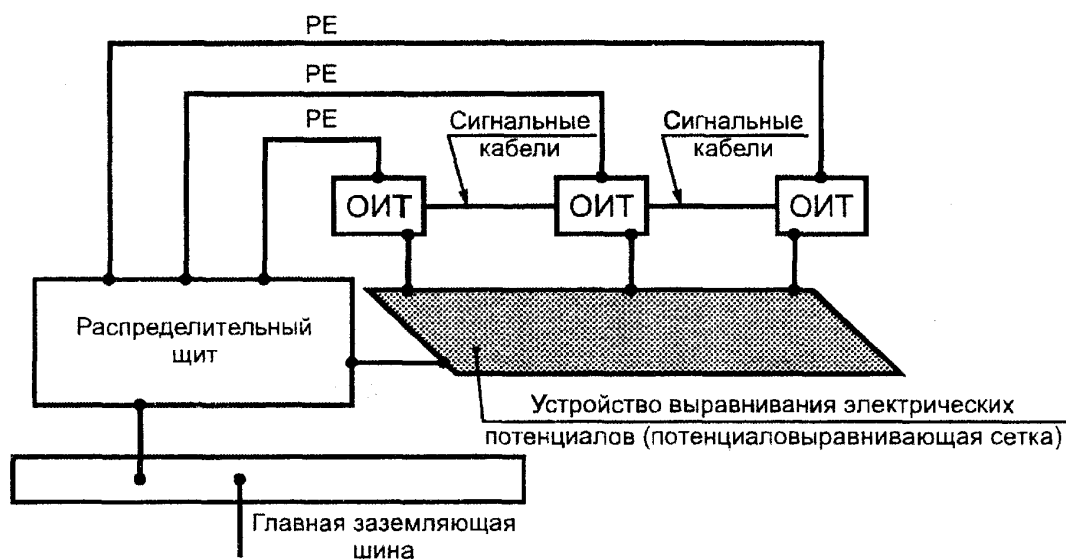 PE
PE
PE
Сигнальные
кабели
Сигнальные
кабели
ОИТ
ОИТ
ОИТ
Распределительный
щит
Устройство выравнивания электрических
потенциалов (потенциаловыравнивающая сетка)
Главная заземляющая
шина